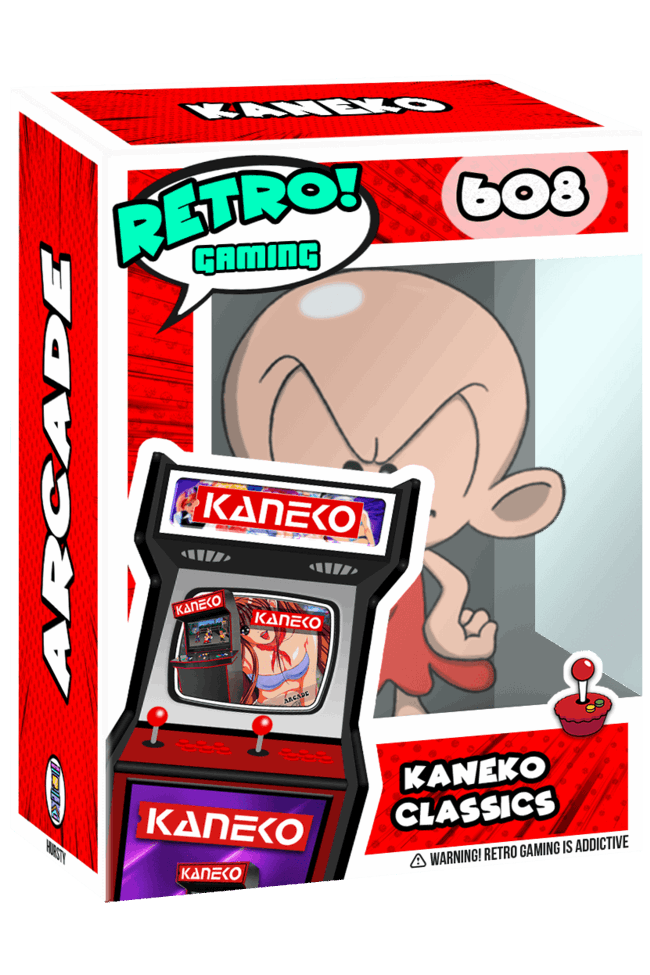 KANEKO
RETRO!
GAMING
608
ARCADE
KANEKO
KANEKO
KANEKO
ARCADE
KANEKO
KANEKO
KANEKO
CLASSICS
WARNING! RETRO GAMING IS ADDICTIVE
HURSTY